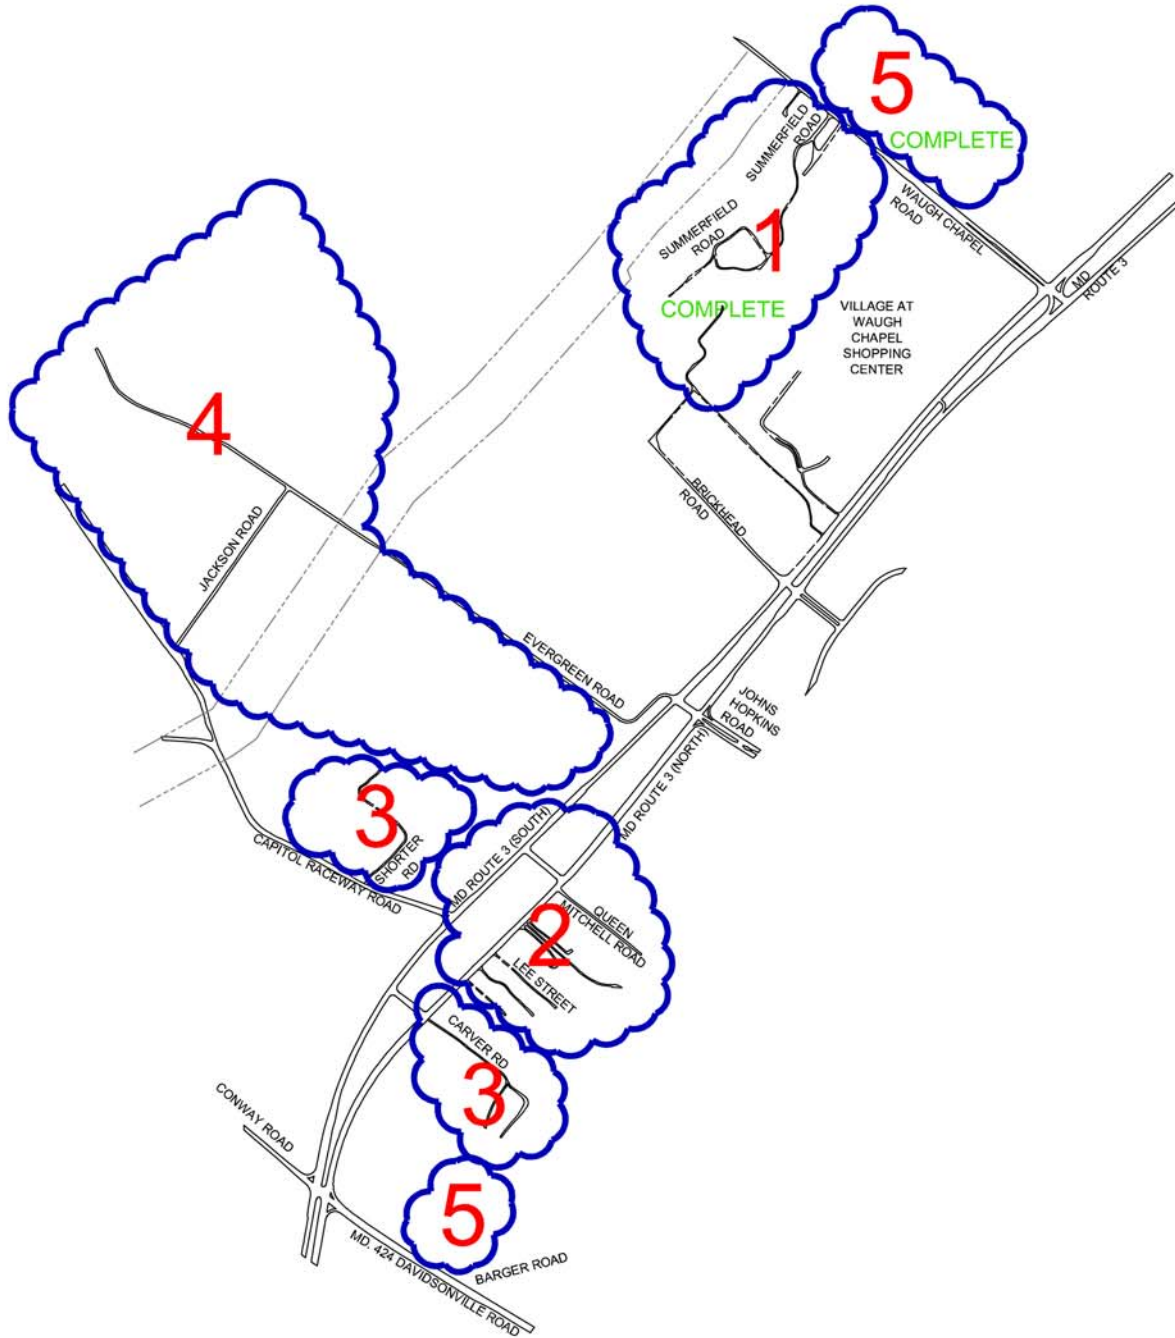 5
COMPLETE
SUMMERFIELD
ROAD
WAUGH CHAPEL
ROAD
SUMMERFIELD
ROAD
1
COMPLETE
MD
ROUTE 3
VILLAGE AT
WAUGH
CHAPEL
SHOPPING
CENTER
4
BRICKHEAD
ROAD
JACKSON ROAD
EVERGREEN ROAD
JOHNS
HOPKINS
ROAD
MD ROUTE 3 (NORTH)
MD ROUTE 3 (SOUTH)
3
SHORTER
RD
CAPITOL RACEWAY ROAD
QUEEN
MITCHELL ROAD
2
LEE STREET
CARVER RD
3
CONWAY ROAD
5
MD. 424 DAVIDSONVILLE ROAD
BARGER ROAD